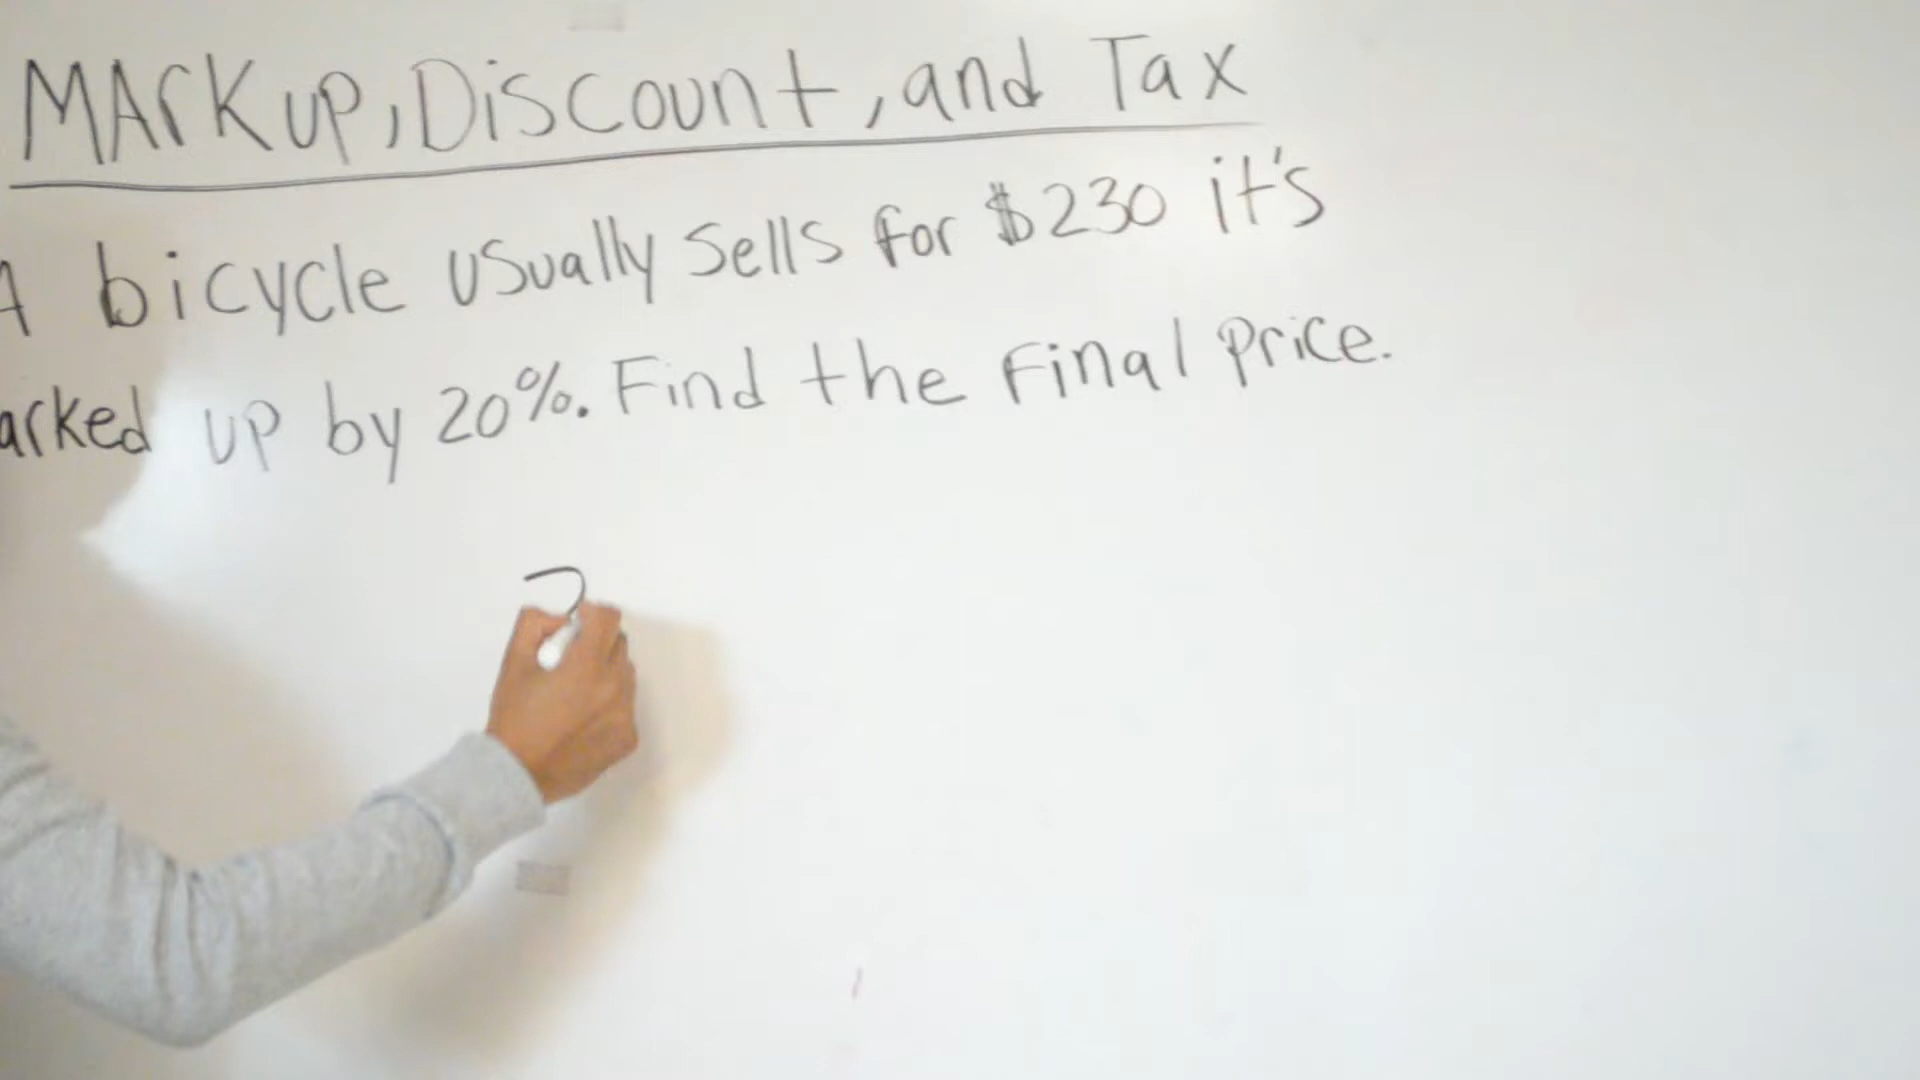 MArkup, Discount, and Tax
A bicycle usually sells for $230 it's
arked up by 20%. Find the final price.